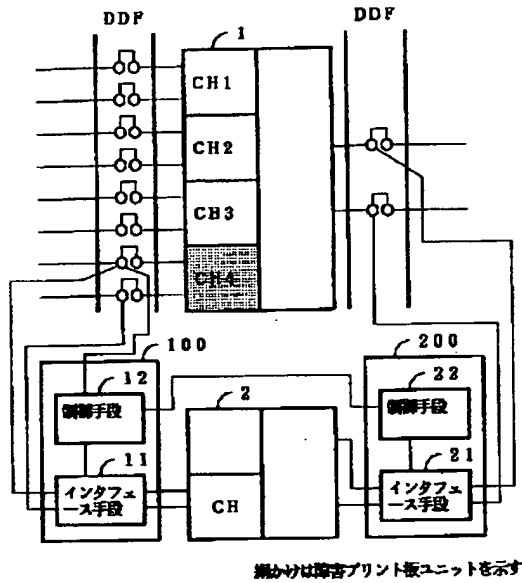 DDF
DDF
1
CH1
CH2
CH3
CH4
100
200
12
制御手段
2
22
制御手段
11
インタフェ
ース手段
CH
21
インタフェ
ース手段
網かけは障害プリント板ユニットを示す